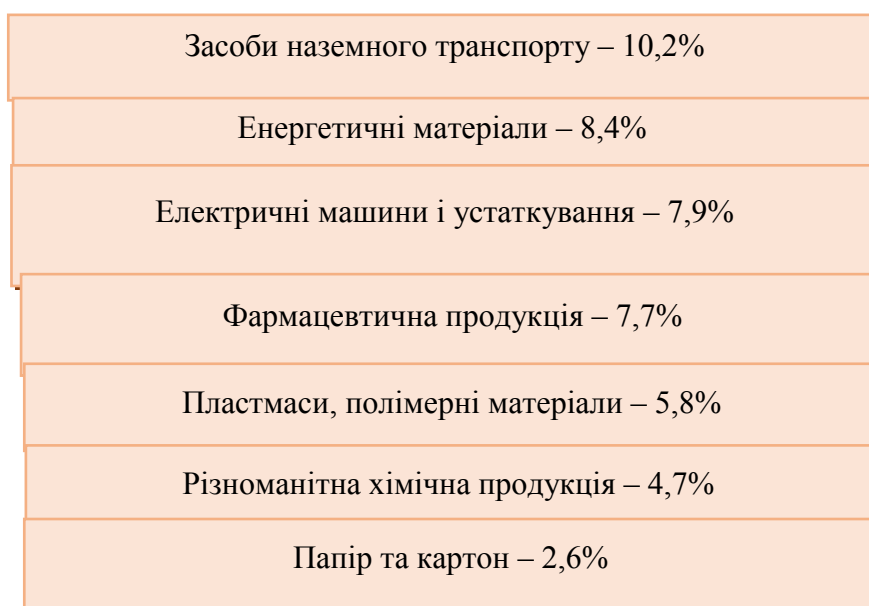 Засоби наземного транспорту – 10,2%
Енергетичні матеріали – 8,4%
Електричні машини і устаткування – 7,9%
Фармацевтична продукція – 7,7%
Пластмаси, полімерні матеріали – 5,8%
Різноманітна хімічна продукція – 4,7%
Папір та картон – 2,6%